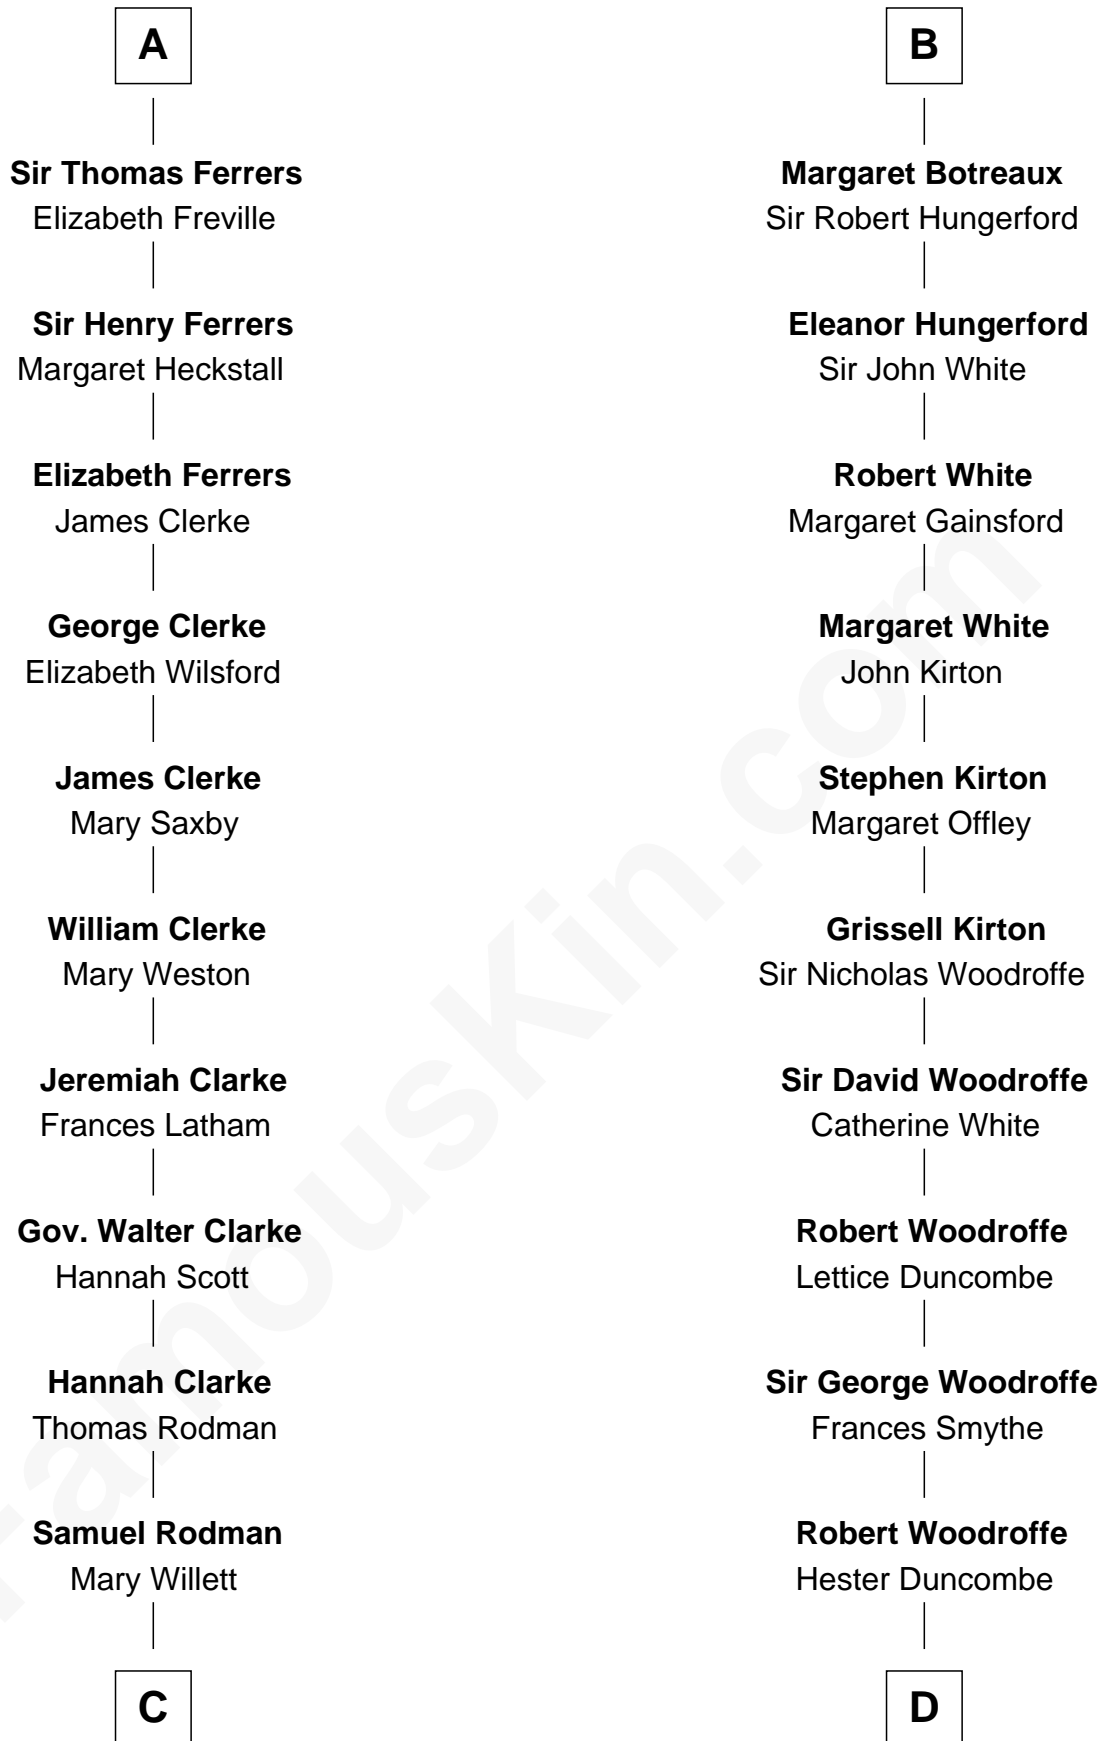 A
Sir Thomas Ferrers
Elizabeth Freville
Sir Henry Ferrers
Margaret Heckstall
Elizabeth Ferrers
James Clerke
George Clerke
Elizabeth Wilsford
James Clerke
Mary Saxby
William Clerke
Mary Weston
Jeremiah Clarke
Frances Latham
Gov. Walter Clarke
Hannah Scott
Hannah Clarke
Thomas Rodman
Samuel Rodman
Mary Willett
C
B
Margaret Botreaux
Sir Robert Hungerford
Eleanor Hungerford
Sir John White
Robert White
Margaret Gainsford
Margaret White
John Kirton
Stephen Kirton
Margaret Offley
Grissell Kirton
Sir Nicholas Woodroffe
Sir David Woodroffe
Catherine White
Robert Woodroffe
Lettice Duncombe
Sir George Woodroffe
Frances Smythe
Robert Woodroffe
Hester Duncombe
D
FamousKin.com